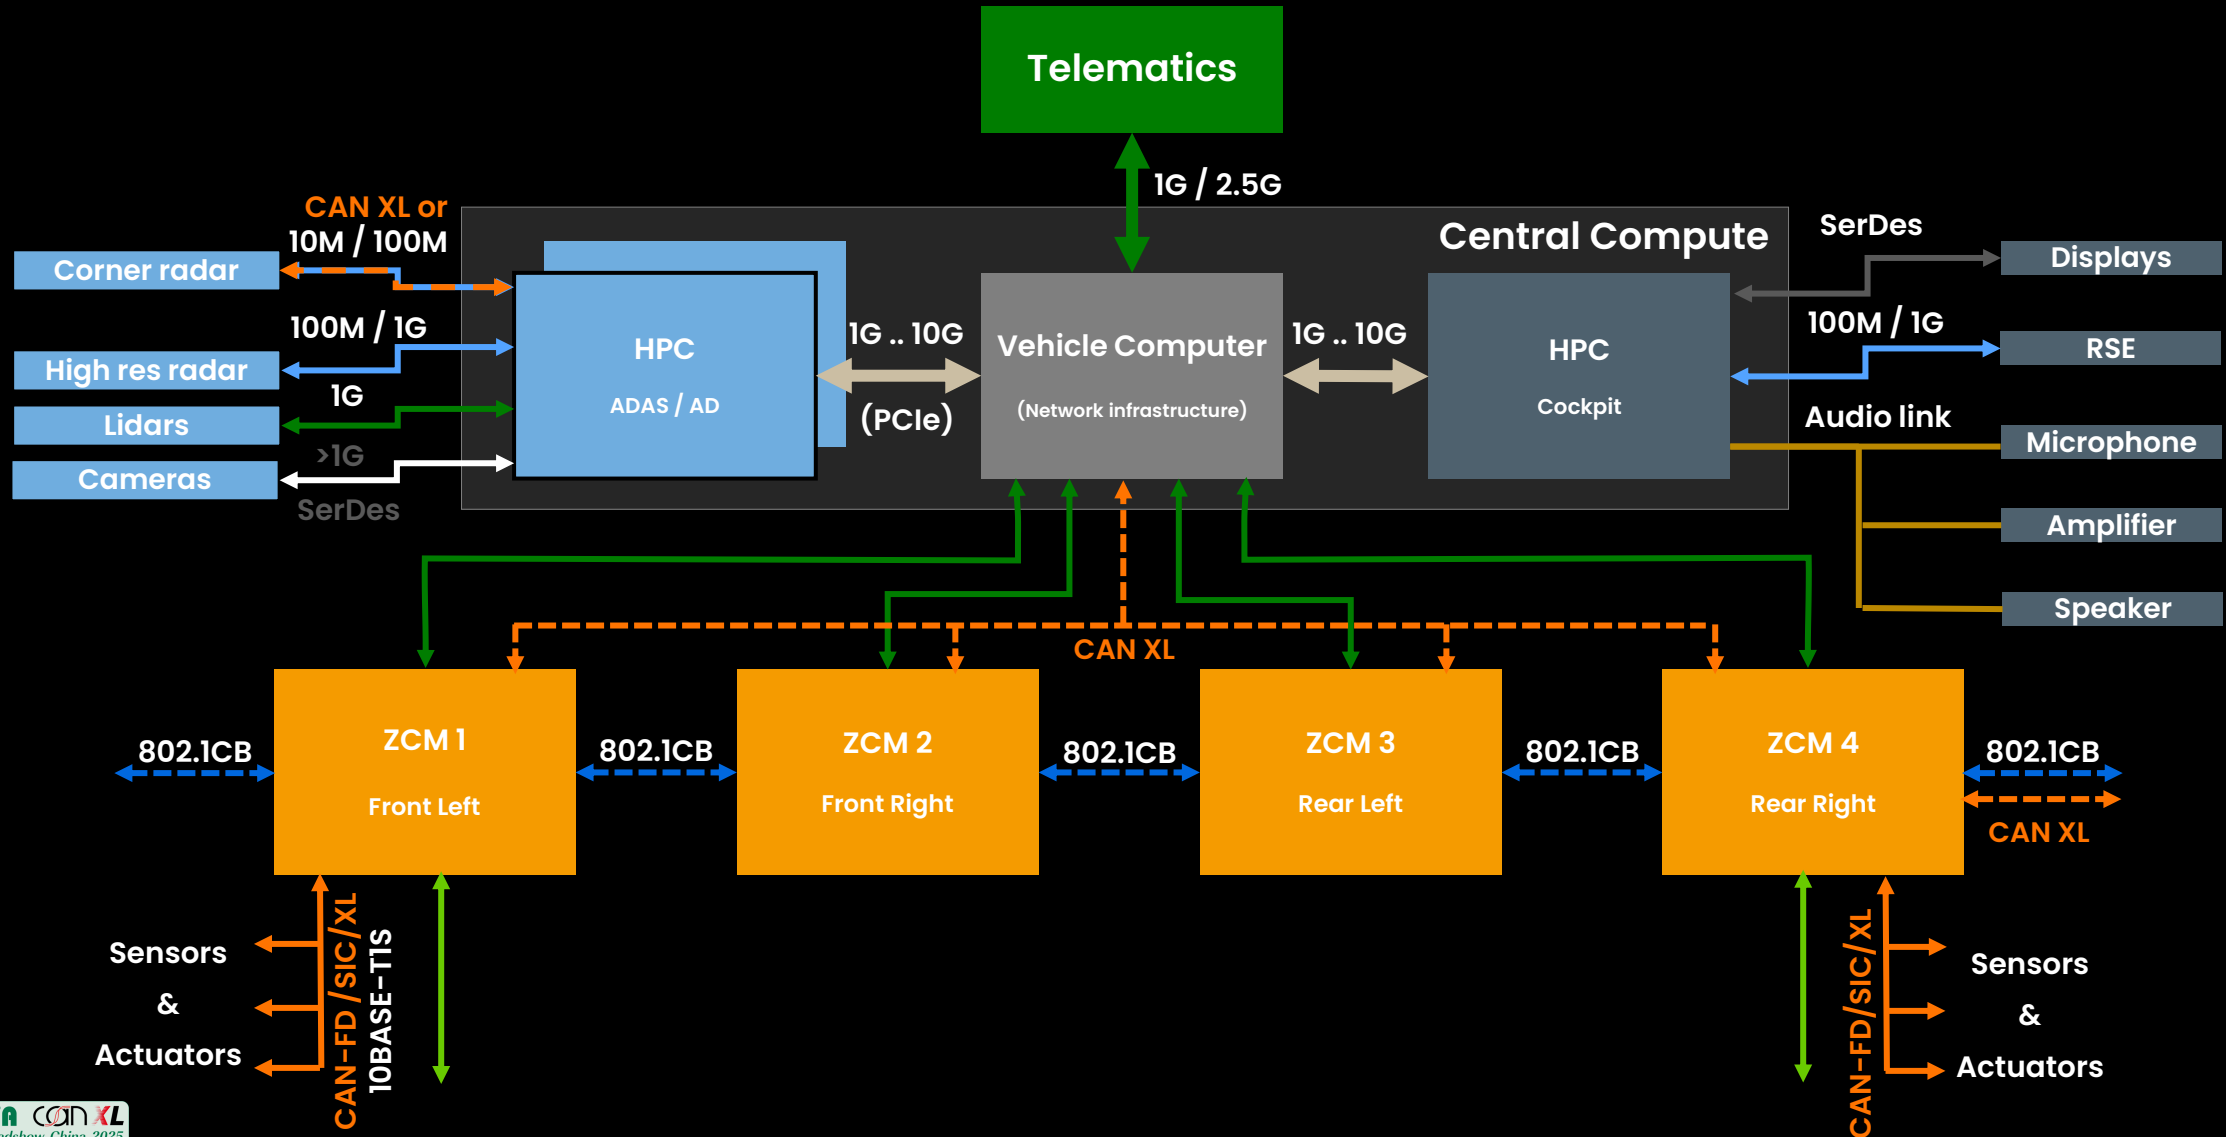 Telematics
1G / 2.5G
CAN XL or
10M / 100M
Central Compute
SerDes
Corner radar
Displays
100M / 1G
1G .. 10G
1G .. 10G
100M / 1G
High res radar
HPC
ADAS / AD
Vehicle Computer
(Network infrastructure)
HPC
Cockpit
RSE
1G
(PCIe)
Audio link
Lidars
Microphone
>1G
Cameras
SerDes
Amplifier
Speaker
CAN XL
802.1CB
ZCM 1
Front Left
802.1CB
ZCM 2
Front Right
802.1CB
ZCM 3
Rear Left
802.1CB
ZCM 4
Rear Right
802.1CB
CAN XL
Sensors
&
Actuators
CAN-FD /SIC/XL
10BASE-T1S
CAN-FD/SIC/XL
Sensors
&
Actuators
CAN XL
China 2025